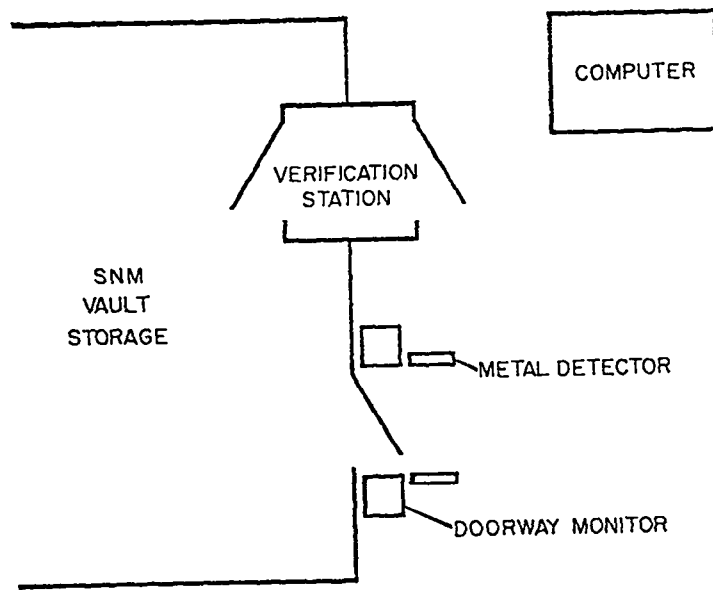 COMPUTER
VERIFICATION
STATION
SNM
VAULT
STORAGE
METAL DETECTOR
DOORWAY MONITOR